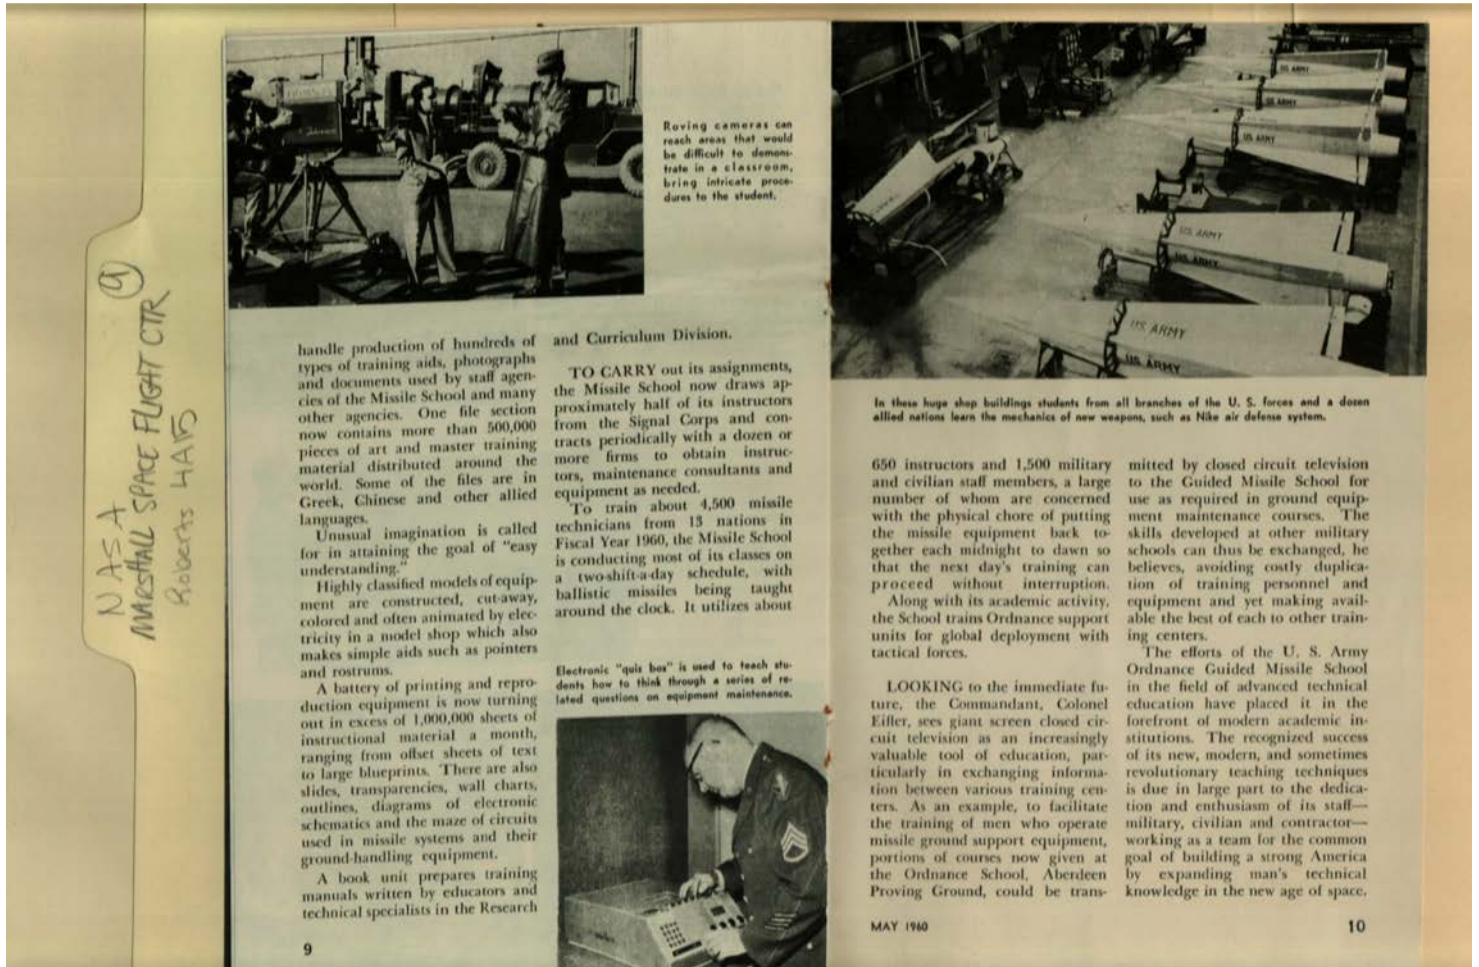 NASA
MARSHALL SPACE FLIGHT CTR
9
Roberts 4A15
Roving cameras can
reach areas that would
be difficult to demons-
trate in a classroom,
bring intricate proce-
dures to the student.
handle production of hundreds of
types of training aids, photographs
and documents used by staff agen-
cies of the Missile School and many
other agencies. One file section
now contains more than 500,000
pieces of art and master training
material distributed around the
world. Some of the files are in
Greek, Chinese and other allied
languages.
Unusual imagination is called
for in attaining the goal of "easy
understanding."
Highly classified models of equip-
ment are constructed, cut-away,
colored and often animated by elec-
tricity in a model shop which also
makes simple aids such as pointers
and rostrums.
A battery of printing and repro-
duction equipment is now turning
out in excess of 1,000,000 sheets of
instructional material a month,
ranging from offset sheets of text
to large blueprints. There are also
slides, transparencies, wall charts,
outlines, diagrams of electronic
schematics and the maze of circuits
used in missile systems and their
ground-handling equipment.
A book unit prepares training
manuals written by educators and
technical specialists in the Research
9
and Curriculum Division.
TO CARRY out its assignments,
the Missile School now draws ap-
proximately half of its instructors
from the Signal Corps and con-
tracts periodically with a dozen or
more firms to obtain instruc-
tors, maintenance consultants and
equipment as needed.
To train about 4,500 missile
technicians from 13 nations in
Fiscal Year 1960, the Missile School
is conducting most of its classes on
a two-shift-a-day schedule, with
ballistic missiles being taught
around the clock. It utilizes about
Electronic "quiz box" is used to teach stu-
dents how to think through a series of re-
lated questions on equipment maintenance.
US ARMY
US ARMY
US ARMY
US ARMY
US ARMY
US ARMY
US ARMY
US ARMY
In these huge shop buildings students from all branches of the U. S. forces and a dozen
allied nations learn the mechanics of new weapons, such as Nike air defense system.
650 instructors and 1,500 military
and civilian staff members, a large
number of whom are concerned
with the physical chore of putting
the missile equipment back to-
gether each midnight to dawn so
that the next day's training can
proceed without interruption.
Along with its academic activity,
the School trains Ordnance support
units for global deployment with
tactical forces.
LOOKING to the immediate fu-
ture, the Commandant, Colonel
Eifler, sees giant screen closed cir-
cuit television as an increasingly
valuable tool of education, par-
ticularly in exchanging informa-
tion between various training cen-
ters. As an example, to facilitate
the training of men who operate
missile ground support equipment,
portions of courses now given at
the Ordnance School, Aberdeen
Proving Ground, could be trans-
MAY 1960
mitted by closed circuit television
to the Guided Missile School for
use as required in ground equip-
ment maintenance courses. The
skills developed at other military
schools can thus be exchanged, he
believes, avoiding costly duplica-
tion of training personnel and
equipment and yet making avail-
able the best of each to other train-
ing centers.
The efforts of the U. S. Army
Ordnance Guided Missile School
in the field of advanced technical
education have placed it in the
forefront of modern academic in-
stitutions. The recognized success
of its new, modern, and sometimes
revolutionary teaching techniques
is due in large part to the dedica-
tion and enthusiasm of its staff—
military, civilian and contractor—
working as a team for the common
goal of building a strong America
by expanding man's technical
knowledge in the new age of space.
10